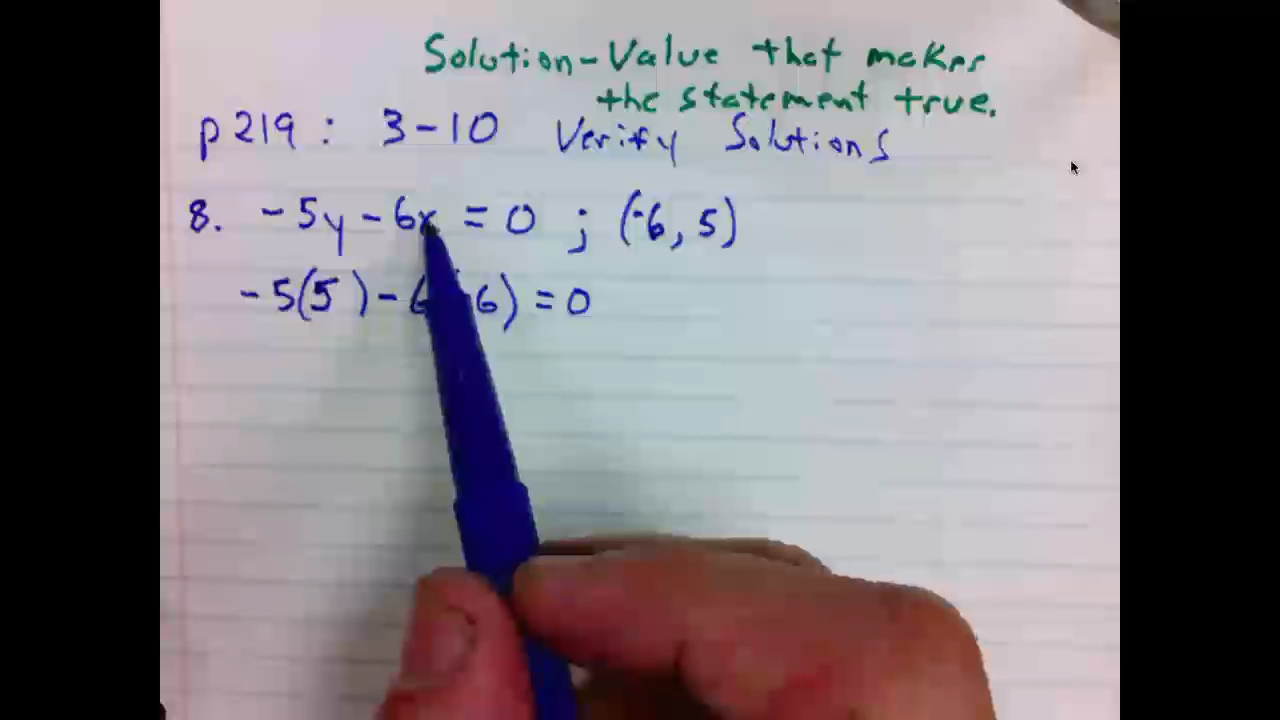 Solution-Value that makes
the statement true.
p219: 3-10 Verify Solutions
8. -5y - 6x = 0 ; (-6, 5)
-5(5) - 6(-6) = 0